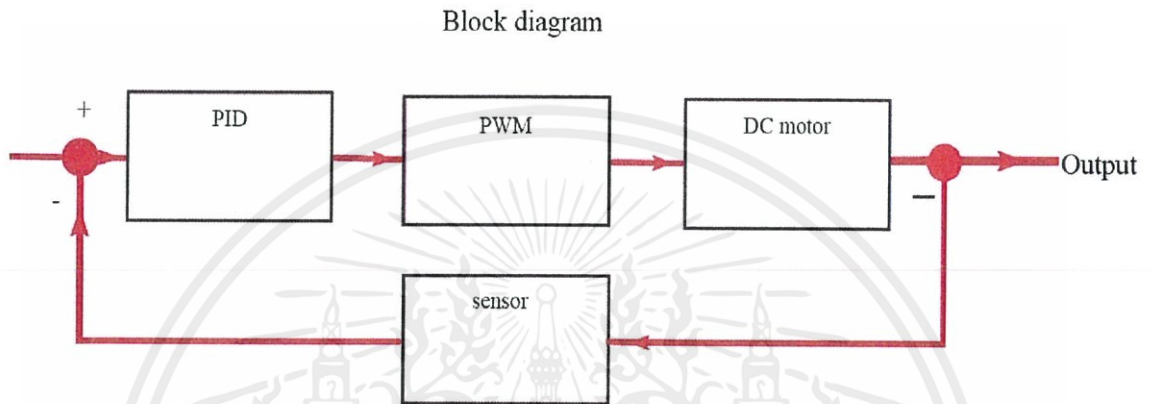 Block diagram
+
PID
PWM
DC motor
Output
-
−
sensor